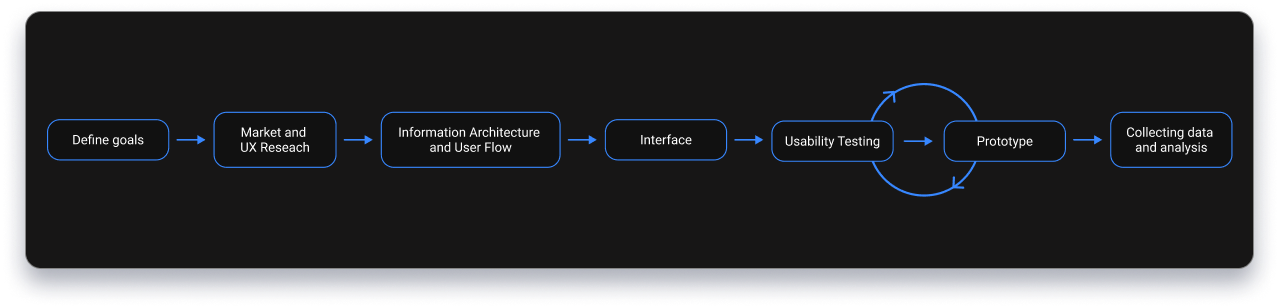 Define goals
Market and
UX Reseach
Information Architecture
and User Flow
Interface
Usability Testing
Prototype
Collecting data
and analysis